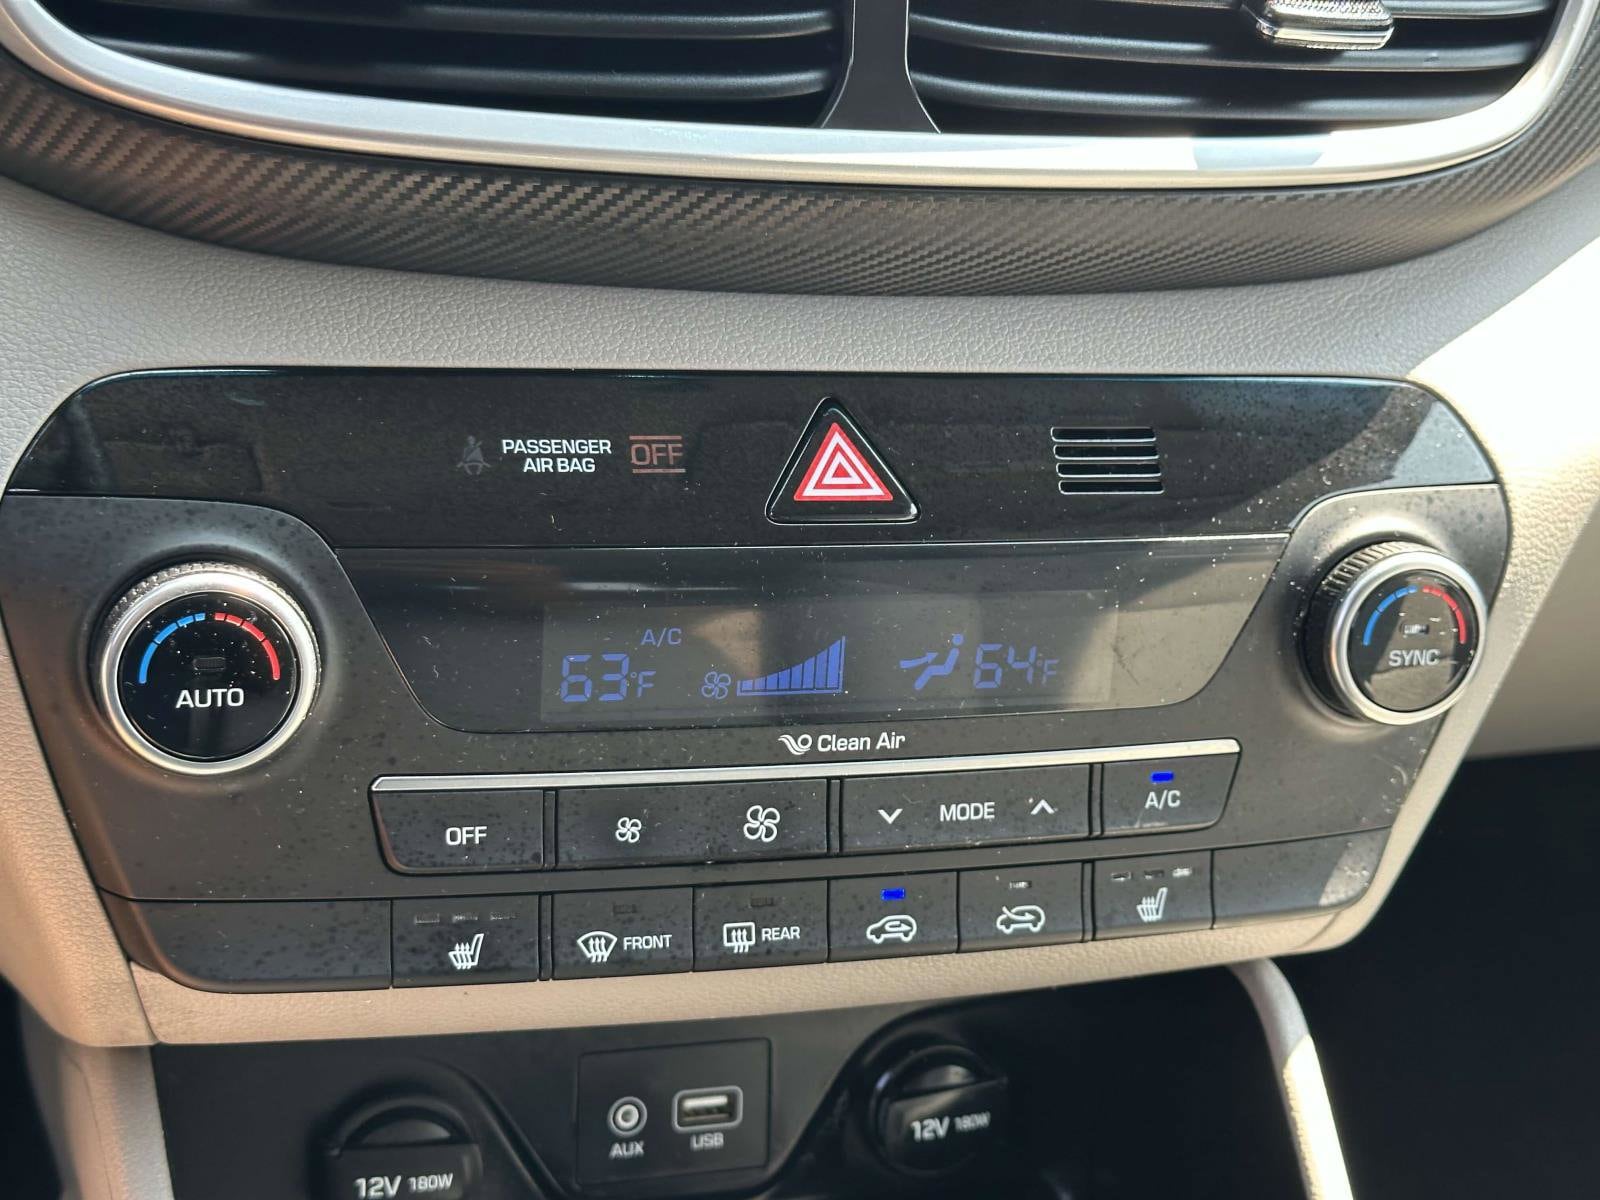 PASSENGER
AIR BAG
OFF
A/C
63°F
64°F
AUTO
SYNC
Clean Air
OFF
MODE
A/C
FRONT
REAR
AUX
USB
12V 180W
12V 180W